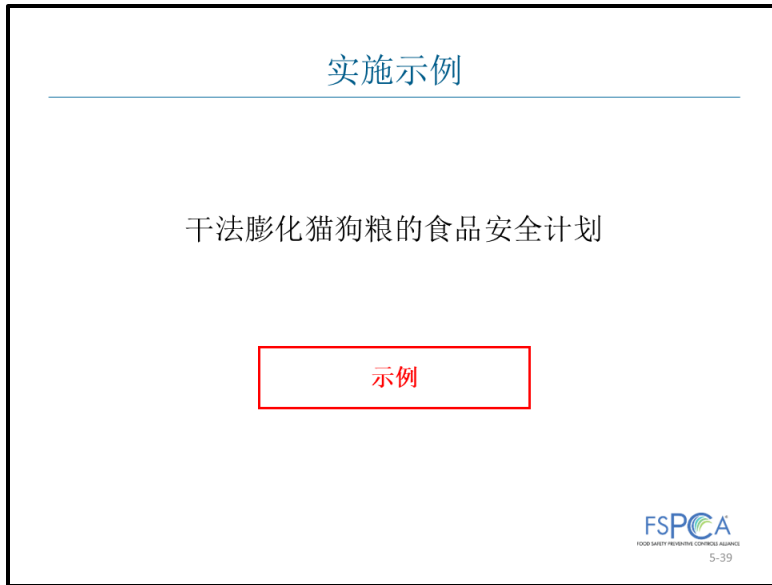 实施示例
干法膨化猫狗粮的食品安全计划
示例
FSPCA
FOOD SAFETY PREVENTIVE CONTROLS ALLIANCE
5-39